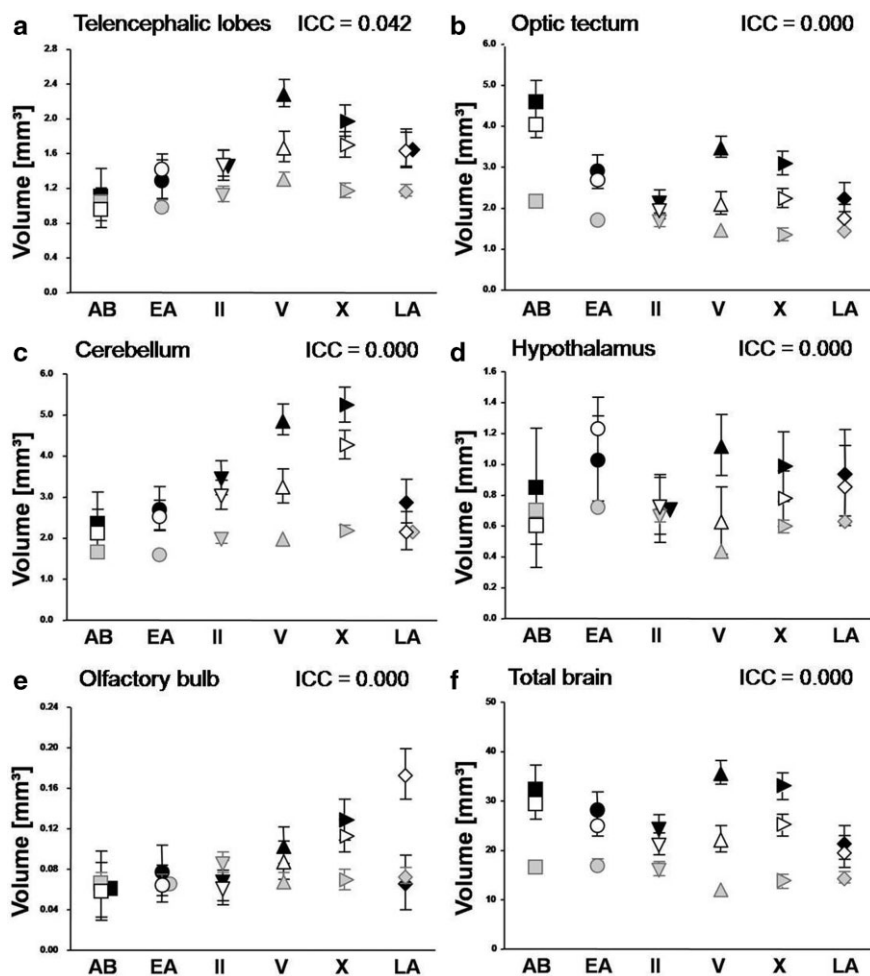 a Telencephalic lobes ICC = 0.042
Volume [mm³]
2.8
2.4
2.0
1.6
1.2
0.8
0.4
0.0
AB EA II V X LA
b Optic tectum ICC = 0.000
Volume [mm³]
6.0
5.0
4.0
3.0
2.0
1.0
0.0
AB EA II V X LA
c Cerebellum ICC = 0.000
Volume [mm³]
6.0
5.0
4.0
3.0
2.0
1.0
0.0
AB EA II V X LA
d Hypothalamus ICC = 0.000
Volume [mm³]
1.6
1.4
1.2
1.0
0.8
0.6
0.4
0.2
0.0
AB EA II V X LA
e Olfactory bulb ICC = 0.000
Volume [mm³]
0.24
0.20
0.16
0.12
0.08
0.04
0.00
AB EA II V X LA
f Total brain ICC = 0.000
Volume [mm³]
50
40
30
20
10
0
AB EA II V X LA